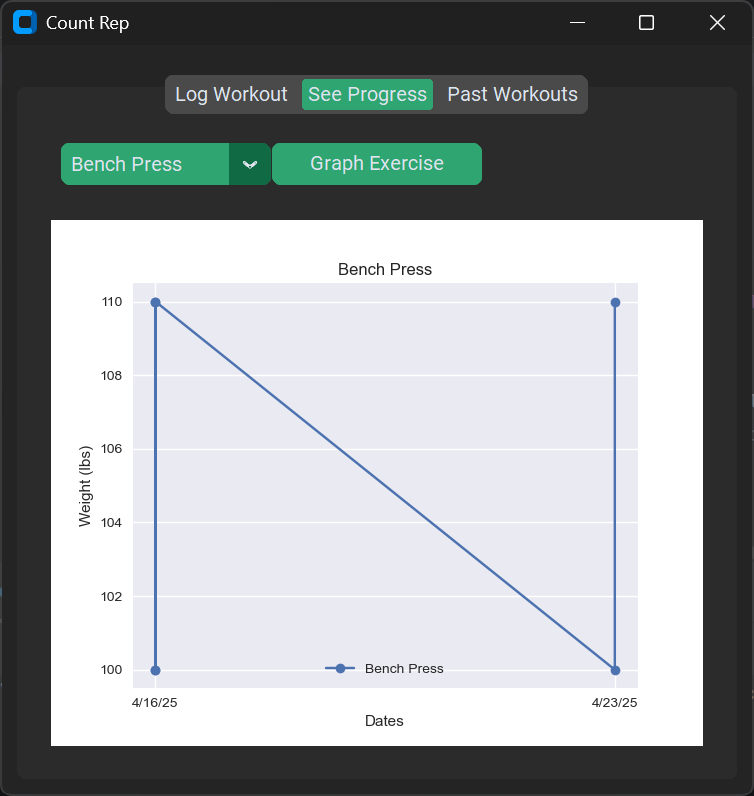 Count Rep
Log Workout See Progress Past Workouts
Bench Press Graph Exercise
Bench Press
110
108
106
104
102
100
Weight (lbs)
Bench Press
4/16/25 4/23/25
Dates